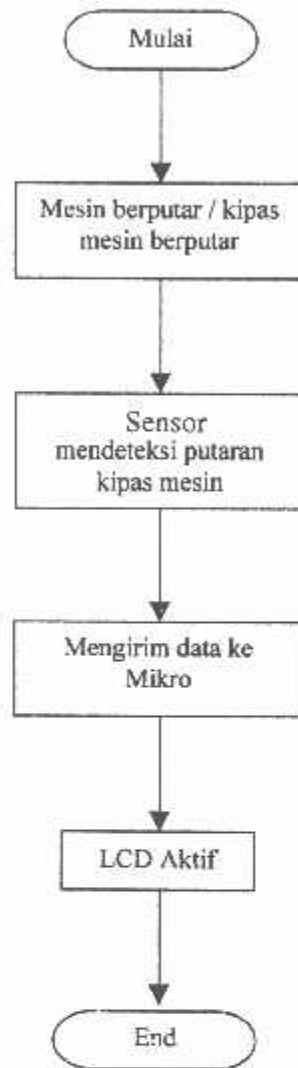 Mulai
Mesin berputar / kipas
mesin berputar
Sensor
mendeteksi putaran
kipas mesin
Mengirim data ke
Mikro
LCD Aktif
End